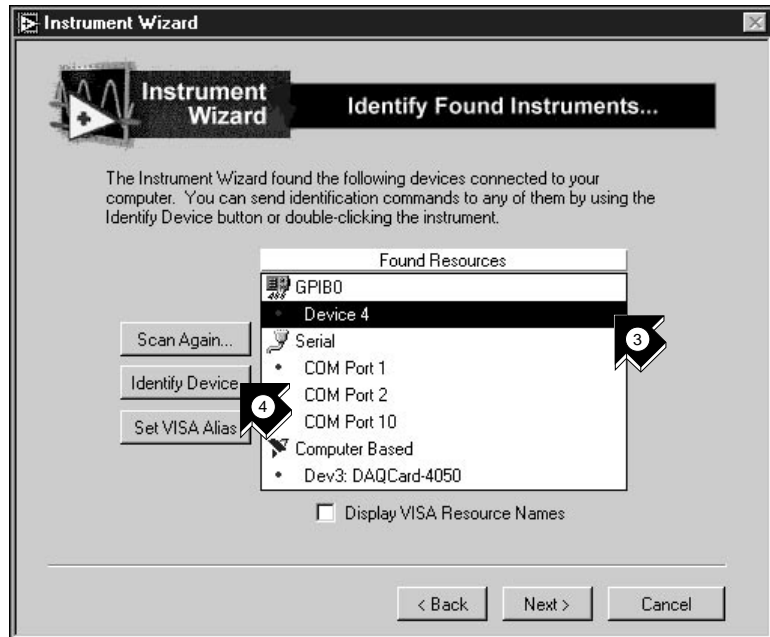 Instrument Wizard
Instrument
Wizard
Identify Found Instruments...
The Instrument Wizard found the following devices connected to your
computer. You can send identification commands to any of them by using the
Identify Device button or double-clicking the instrument.
Found Resources
GPIB0
Device 4
Serial
COM Port 1
COM Port 2
COM Port 10
Computer Based
Dev3: DAQCard-4050
Scan Again...
Identify Device
Set VISA Alias
3
4
Display VISA Resource Names
< Back
Next >
Cancel